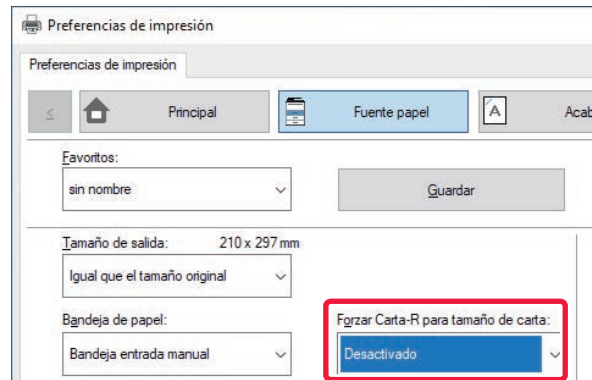 Preferencias de impresión
Preferencias de impresión
≤ Principal Fuente papel A Acab
Favoritos:
sin nombre Guardar
Tamaño de salida: 210 x 297 mm
Igual que el tamaño original
Bandeja de papel: Forzar Carta-R para tamaño de carta:
Bandeja entrada manual Desactivado